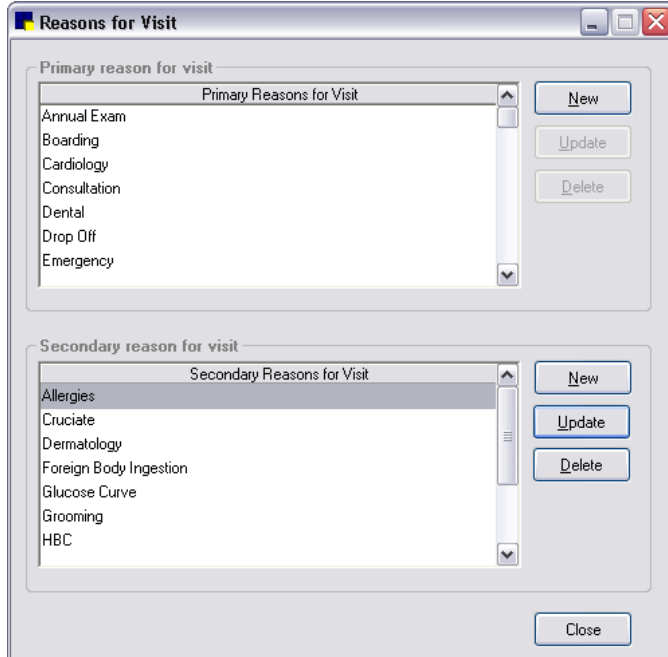 Reasons for Visit
Primary reason for visit
Primary Reasons for Visit
New
Annual Exam
Boarding
Update
Cardiology
Consultation
Delete
Dental
Drop Off
Emergency
Secondary reason for visit
Secondary Reasons for Visit
New
Allergies
Cruciate
Update
Dermatology
Foreign Body Ingestion
Delete
Glucose Curve
Grooming
HBC
Close